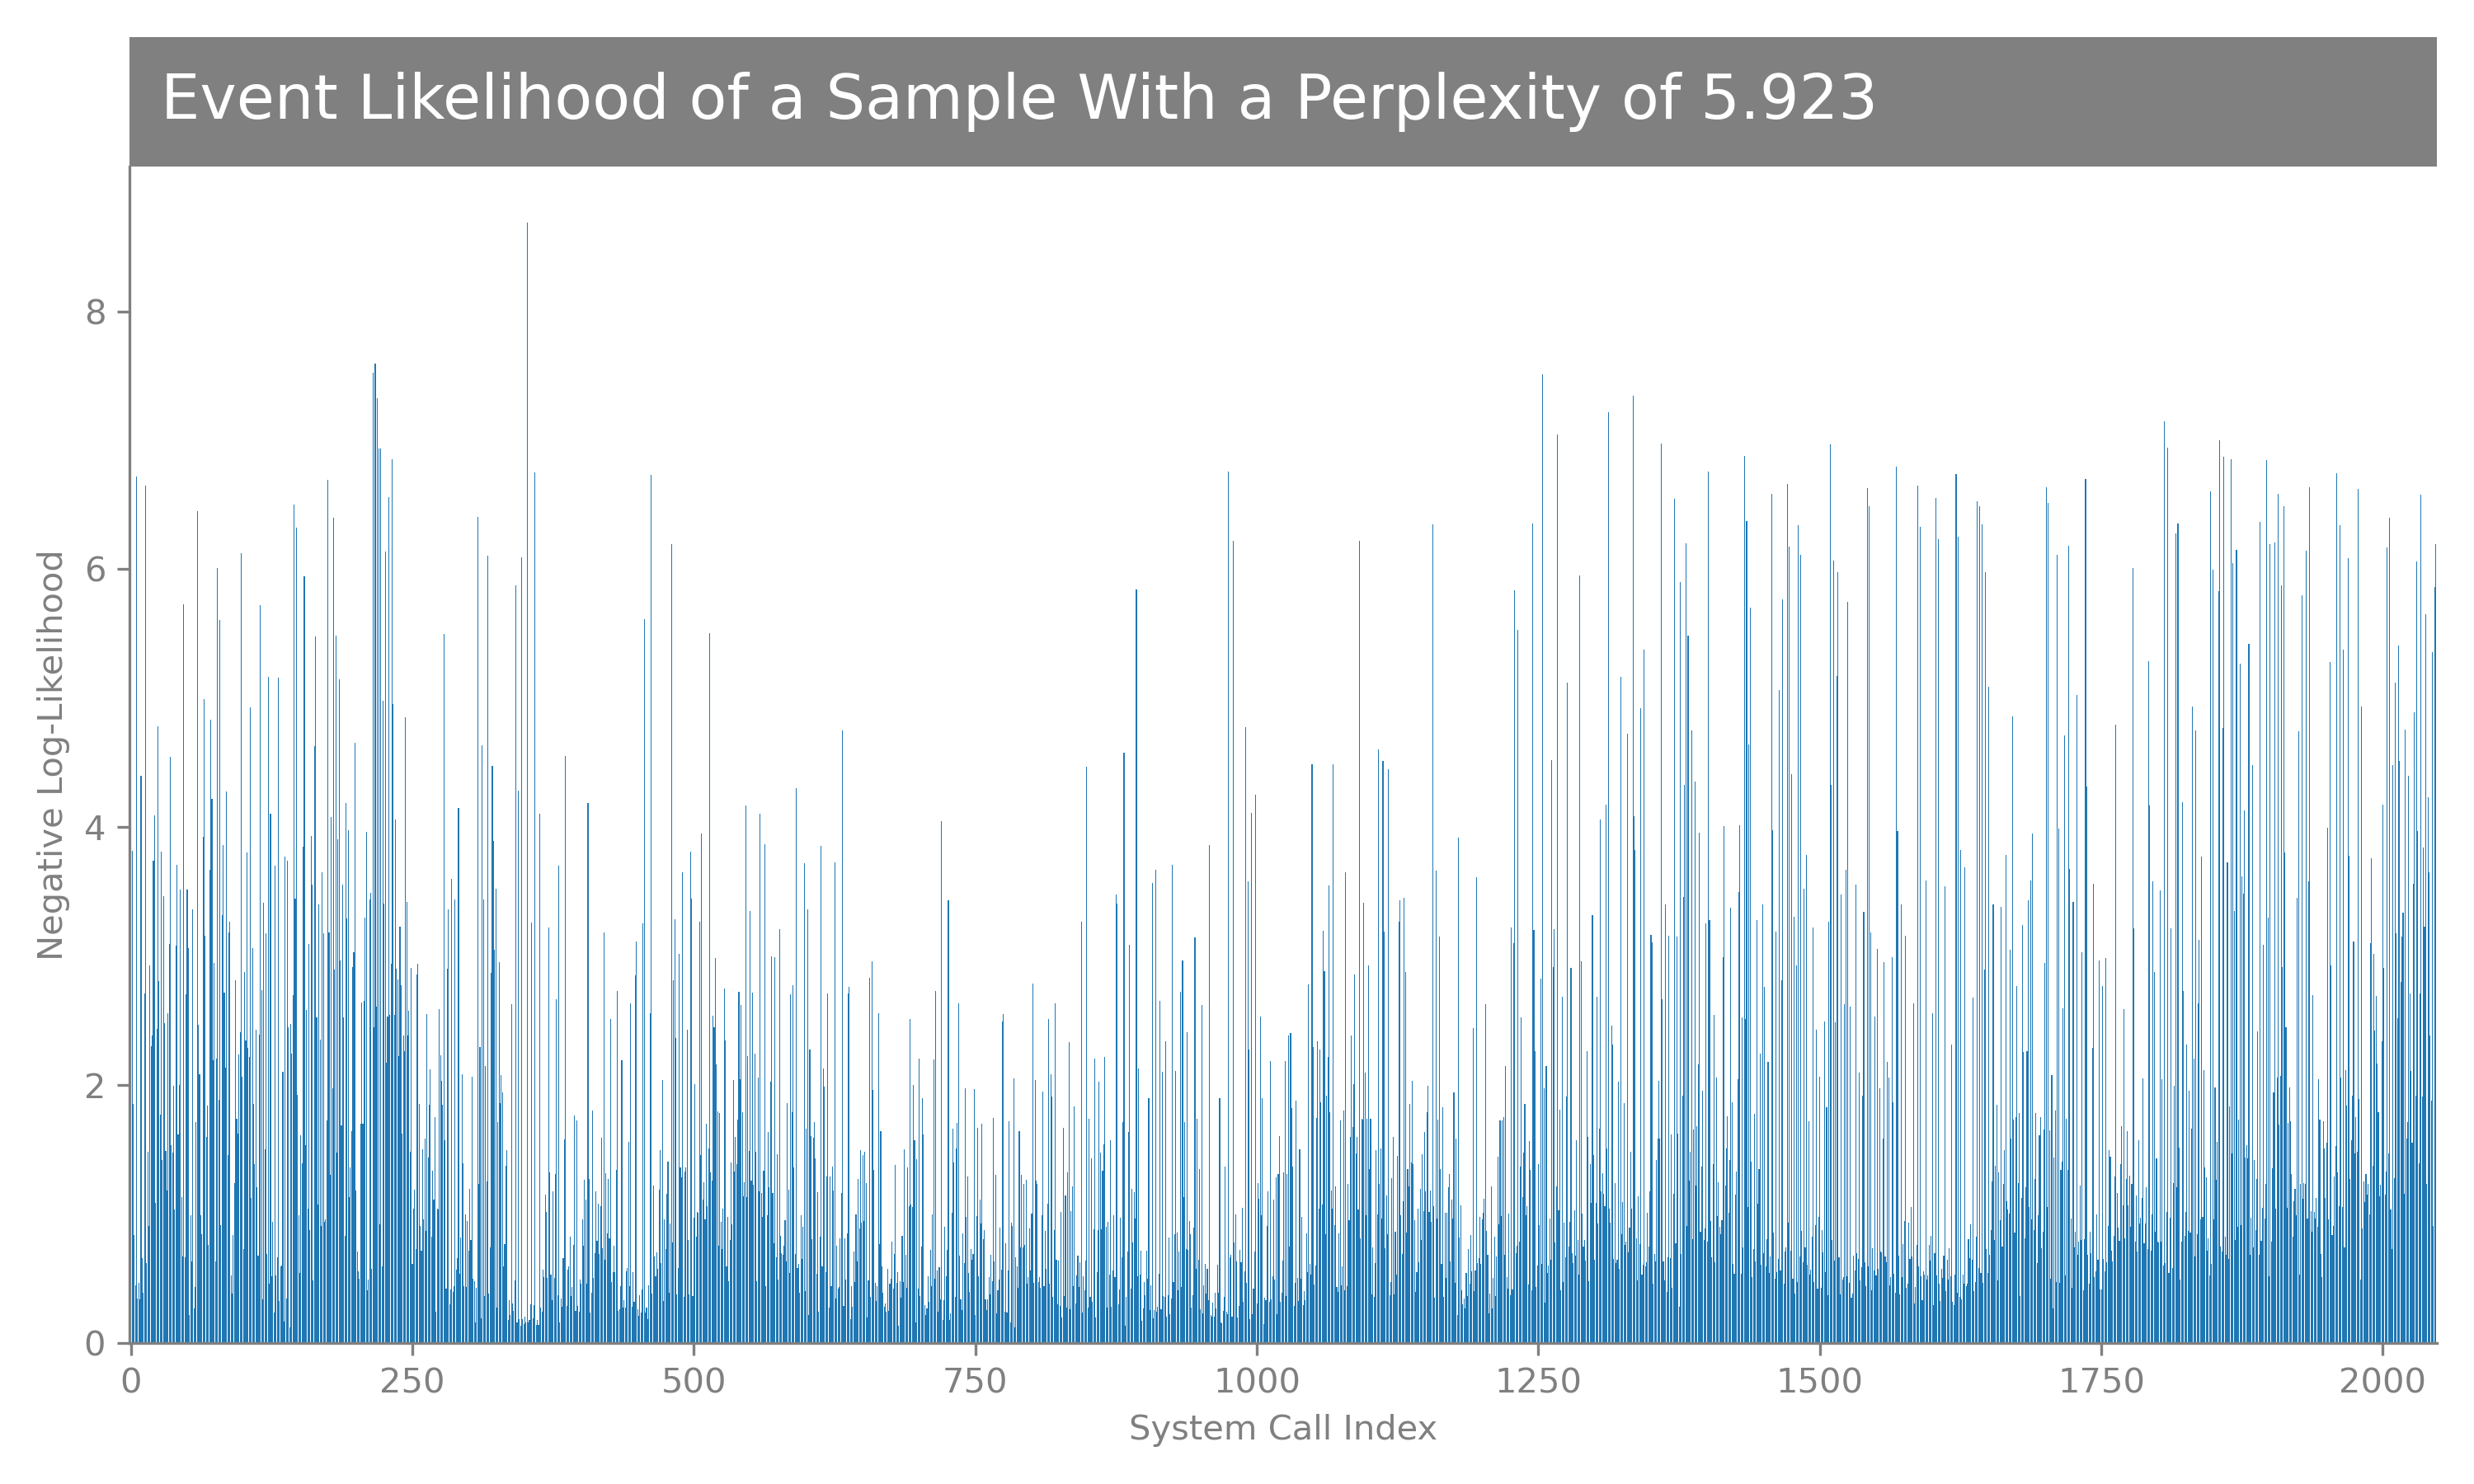 Event Likelihood of a Sample With a Perplexity of 5.923
8
6
4
2
0
Negative Log-Likelihood
0 250 500 750 1000 1250 1500 1750 2000
System Call Index